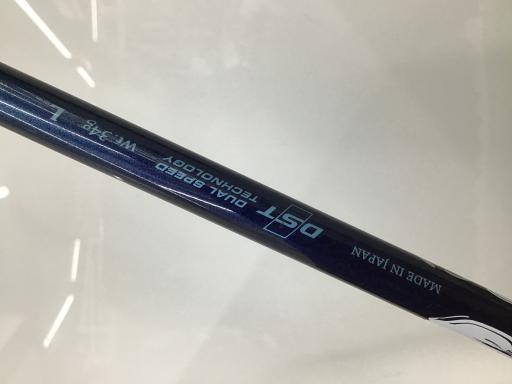 MADE IN JAPAN
DST DUAL SPEED
TECHNOLOGY
Wt.34g L